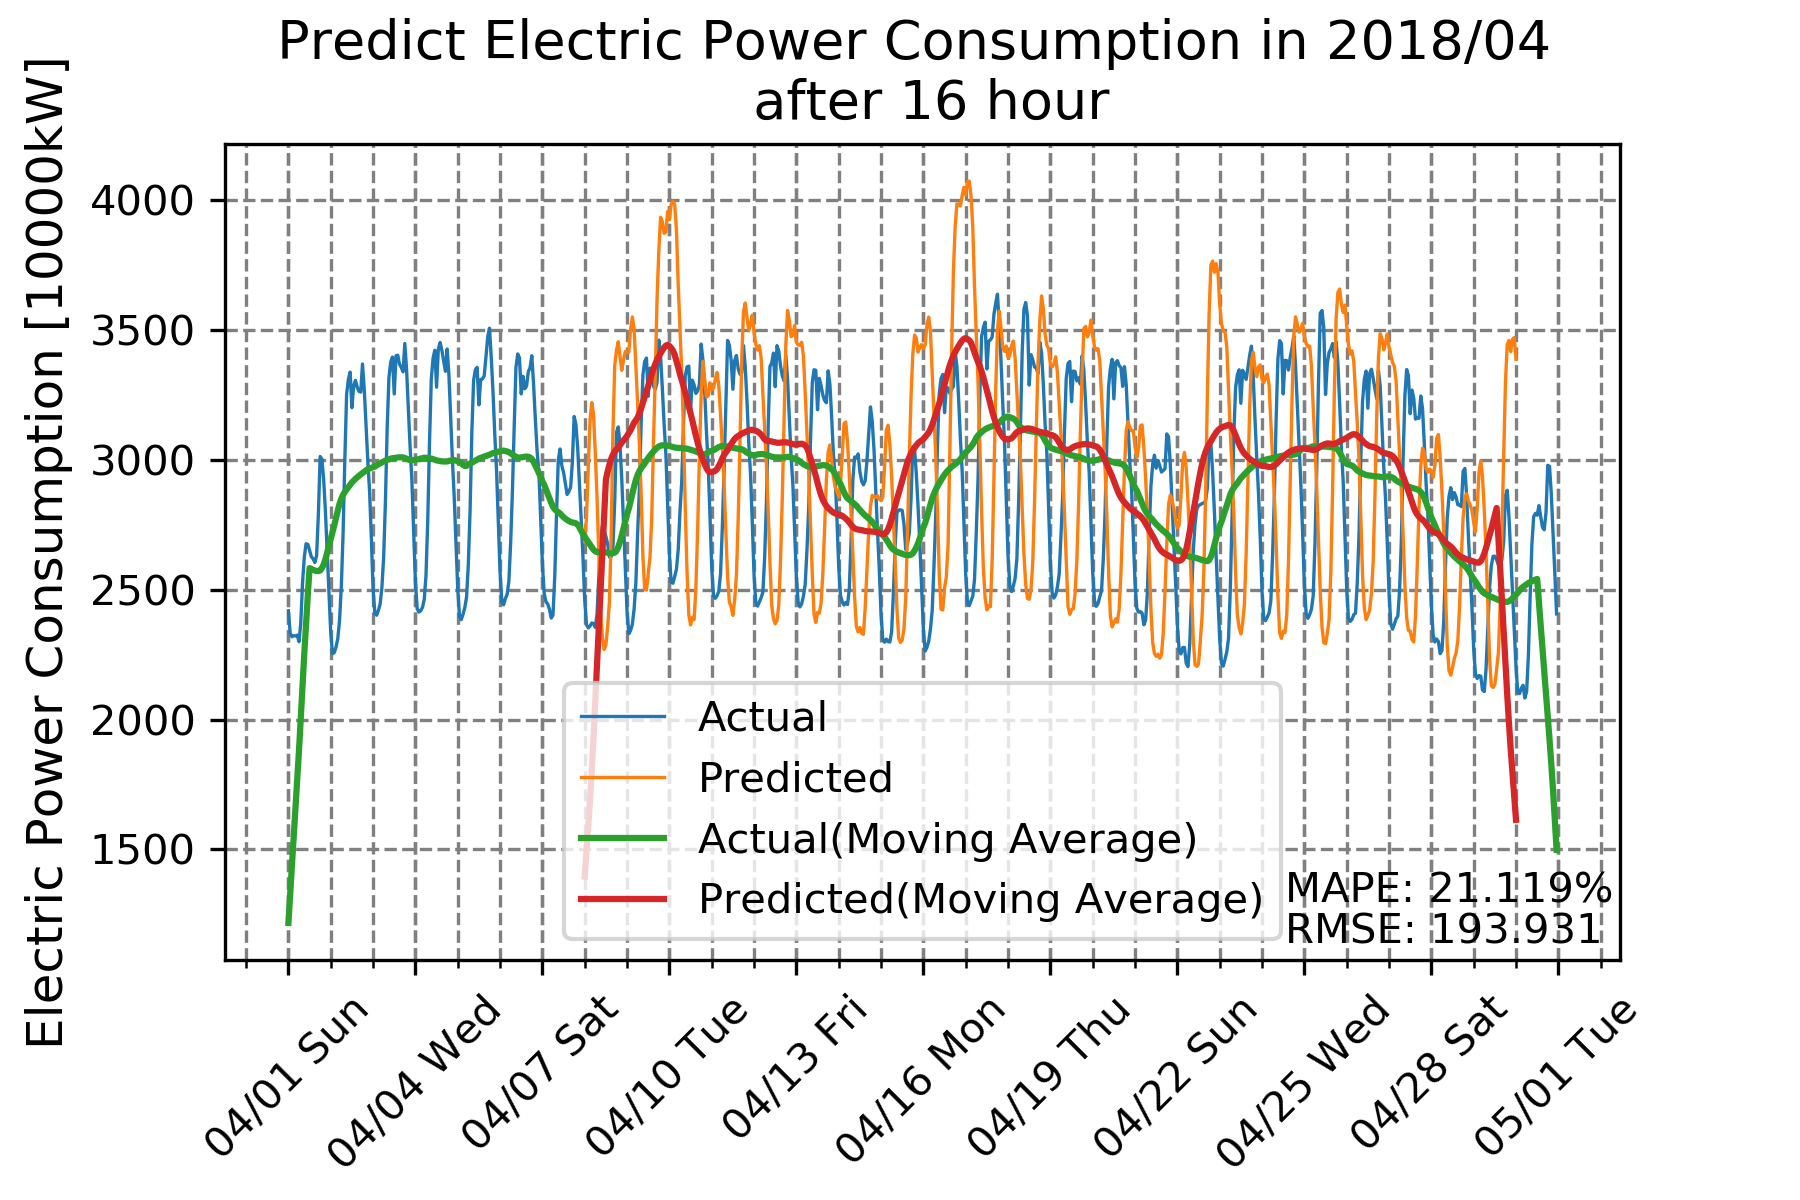 Predict Electric Power Consumption in 2018/04
after 16 hour
Electric Power Consumption [10000kW]
4000
3500
3000
2500
2000
1500
Actual
Predicted
Actual(Moving Average)
Predicted(Moving Average)
MAPE: 21.119%
RMSE: 193.931
04/01 Sun
04/04 Wed
04/07 Sat
04/10 Tue
04/13 Fri
04/16 Mon
04/19 Thu
04/22 Sun
04/25 Wed
04/28 Sat
05/01 Tue